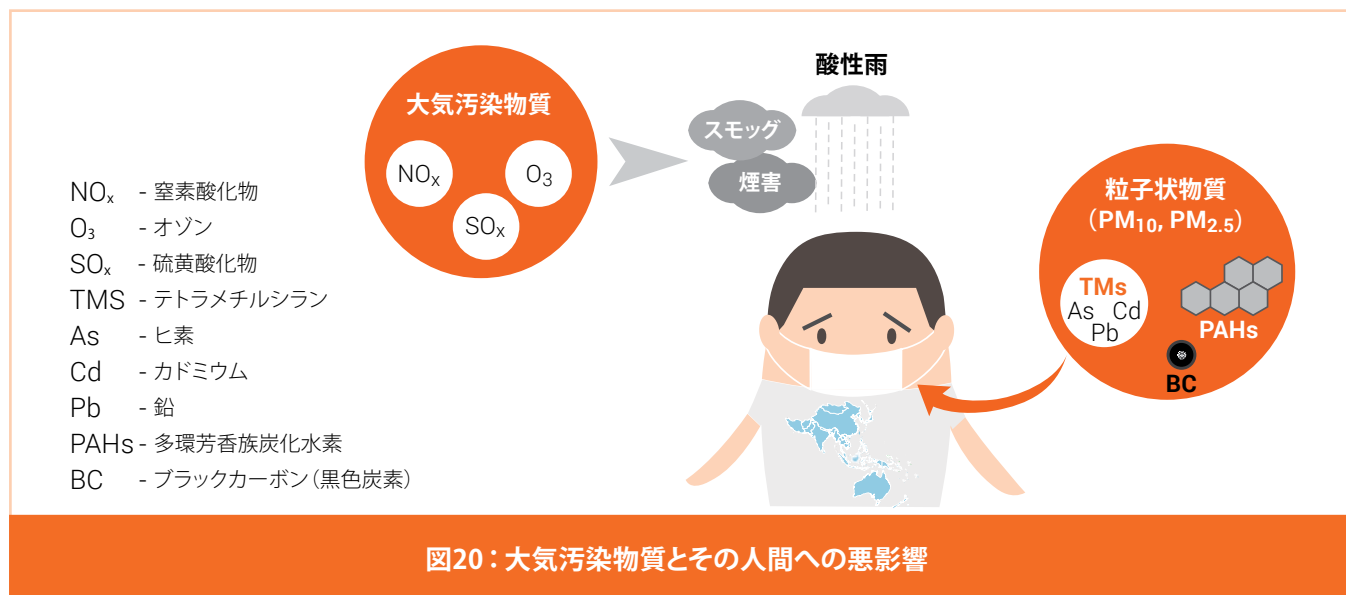 大気汚染物質
NOx
O3
SOx
酸性雨
スモッグ
煙害
粒子状物質
（PM10, PM2.5）
TMs
As Cd
Pb
PAHs
BC
NOx - 窒素酸化物
O3 - オゾン
SOx - 硫黄酸化物
TMS - テトラメチルシラン
As - ヒ素
Cd - カドミウム
Pb - 鉛
PAHs - 多環芳香族炭化水素
BC - ブラックカーボン（黒色炭素）
図20：大気汚染物質とその人間への悪影響